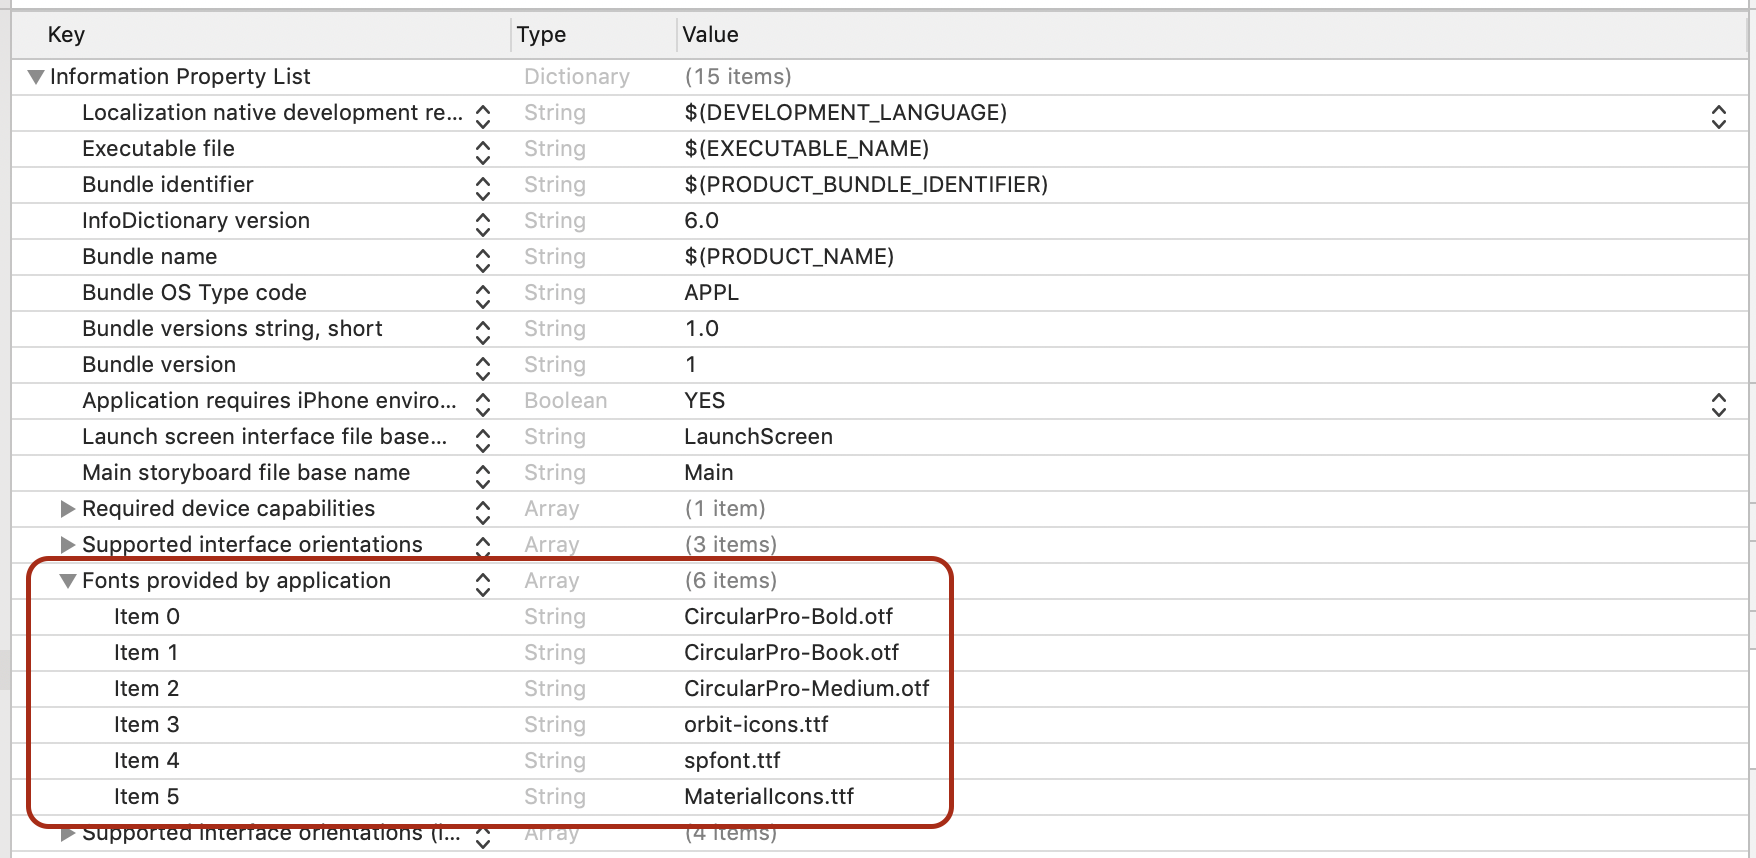 Key Type Value
Information Property List Dictionary (15 items)
Localization native development re... String $(DEVELOPMENT_LANGUAGE)
Executable file String $(EXECUTABLE_NAME)
Bundle identifier String $(PRODUCT_BUNDLE_IDENTIFIER)
InfoDictionary version String 6.0
Bundle name String $(PRODUCT_NAME)
Bundle OS Type code String APPL
Bundle versions string, short String 1.0
Bundle version String 1
Application requires iPhone enviro... Boolean YES
Launch screen interface file base... String LaunchScreen
Main storyboard file base name String Main
Required device capabilities Array (1 item)
Supported interface orientations Array (3 items)
Fonts provided by application Array (6 items)
Item 0 String CircularPro-Bold.otf
Item 1 String CircularPro-Book.otf
Item 2 String CircularPro-Medium.otf
Item 3 String orbit-icons.ttf
Item 4 String spfont.ttf
Item 5 String MaterialIcons.ttf
Supported interface orientations (i... Array (4 items)